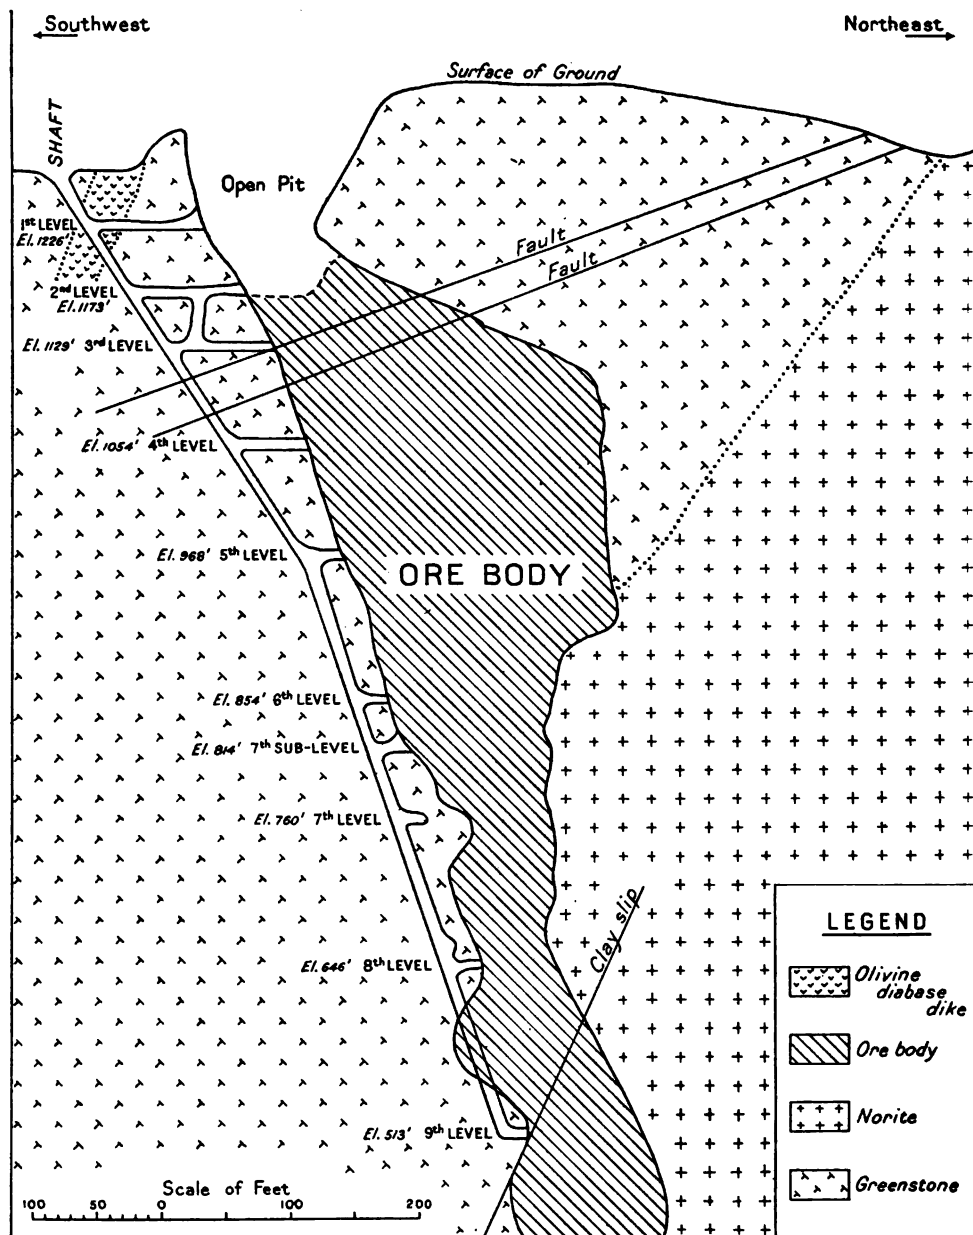 Southwest
Northeast
Surface of Ground
SHAFT
Open Pit
1st LEVEL
El. 1226'
Fault
Fault
2nd LEVEL
El. 1173'
El. 1129' 3rd LEVEL
El. 1054' 4th LEVEL
El. 968' 5th LEVEL
ORE BODY
El. 854' 6th LEVEL
El. 814' 7th SUB-LEVEL
El. 760' 7th LEVEL
Clay slip
El. 646' 8th LEVEL
El. 513' 9th LEVEL
LEGEND
Olivine
diabase
dike
Ore body
Norite
Greenstone
Scale of Feet
100 50 0 100 200